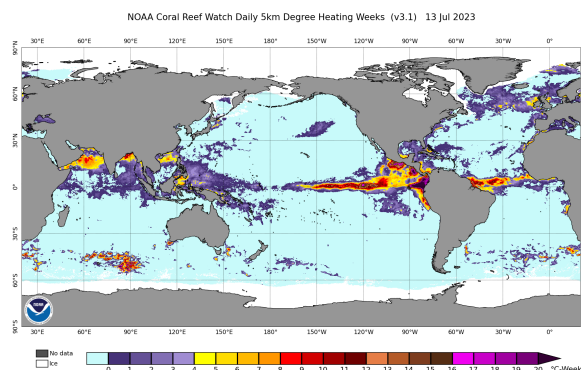 NOAA Coral Reef Watch Daily 5km Degree Heating Weeks (v3.1) 13 Jul 2023
30°E 60°E 90°E 120°E 150°E 180° 150°W 120°W 90°W 60°W 30°W 0°
90°N
60°N
30°N
0°
30°S
60°S
90°S
30°E 60°E 90°E 120°E 150°E 180° 150°W 120°W 90°W 60°W 30°W 0°
No data
Ice
0 1 2 3 4 5 6 7 8 9 10 11 12 13 14 15 16 17 18 19 20 °C-Weeks